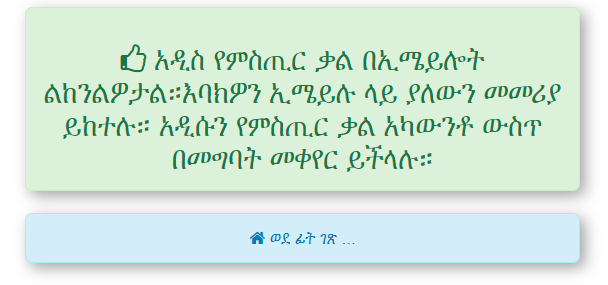 አዲስ የምስጢር ቃል በኢሜይሎት
ልከንልዎታል።እባክዎን ኢሜይሉ ላይ ያለውን መመሪያ
ይከተሉ። አዲሱን የምስጢር ቃል አካውንቶ ውስጥ
በመግባት መቀየር ይችላሉ።
ወደ ፊት ገጽ ...